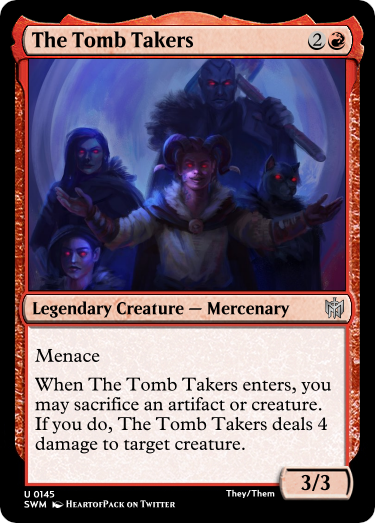 The Tomb Takers 2
Legendary Creature — Mercenary
Menace
When The Tomb Takers enters, you
may sacrifice an artifact or creature.
If you do, The Tomb Takers deals 4
damage to target creature.
3/3
U 0145
They/Them
SWM HeartofPack on Twitter